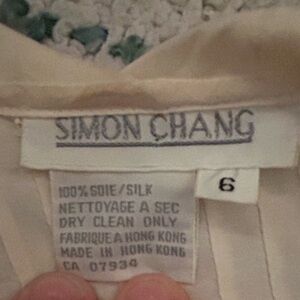 SIMON CHANG
6
100% SOIE/SILK
NETTOYAGE A SEC
DRY CLEAN ONLY
FABRIQUE A HONG KONG
MADE IN HONG KONG
CA 07934